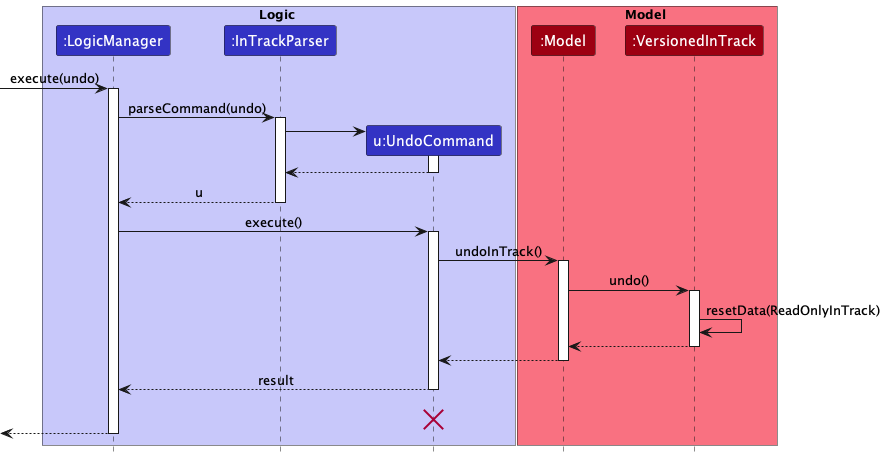 Logic
Model
:LogicManager
:InTrackParser
:Model
:VersionedInTrack
execute(undo)
parseCommand(undo)
u:UndoCommand
u
execute()
undoInTrack()
undo()
resetData(ReadOnlyInTrack)
result